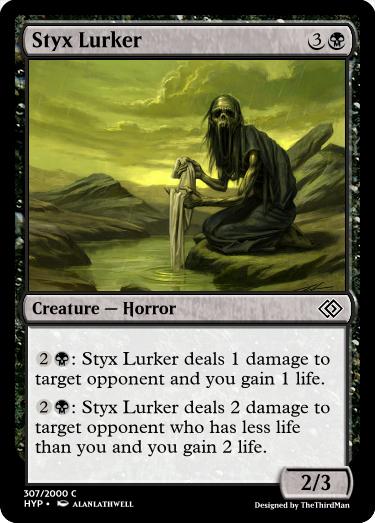 Styx Lurker 3
Creature — Horror
2 : Styx Lurker deals 1 damage to
target opponent and you gain 1 life.
2 : Styx Lurker deals 2 damage to
target opponent who has less life
than you and you gain 2 life.
2/3
307/2000 C
HYP • ALANLATHWELL
Designed by TheThirdMan